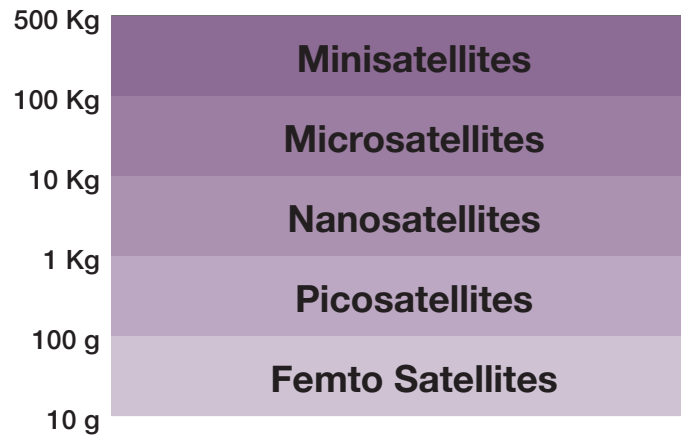 500 Kg
Minisatellites
100 Kg
Microsatellites
10 Kg
Nanosatellites
1 Kg
Picosatellites
100 g
Femto Satellites
10 g